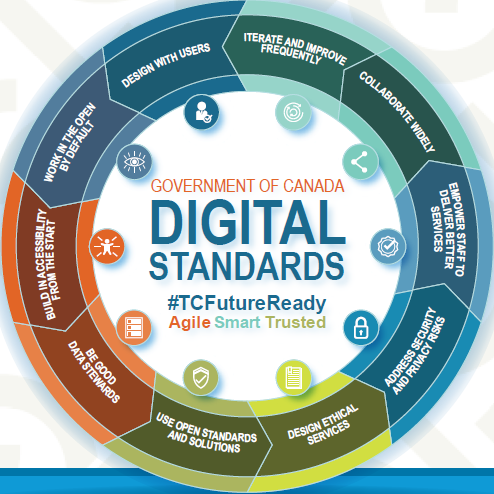 DESIGN WITH USERS
ITERATE AND IMPROVE
FREQUENTLY
COLLABORATE WIDELY
EMPOWER STAFF TO
DELIVER BETTER
SERVICES
ADDRESS SECURITY
AND PRIVACY RISKS
DESIGN ETHICAL
SERVICES
USE OPEN STANDARDS
AND SOLUTIONS
BE GOOD
DATA STEWARDS
BUILD IN ACCESSIBILITY
FROM THE START
WORK IN THE OPEN
BY DEFAULT
GOVERNMENT OF CANADA
DIGITAL
STANDARDS
#TCFutureReady
Agile Smart Trusted